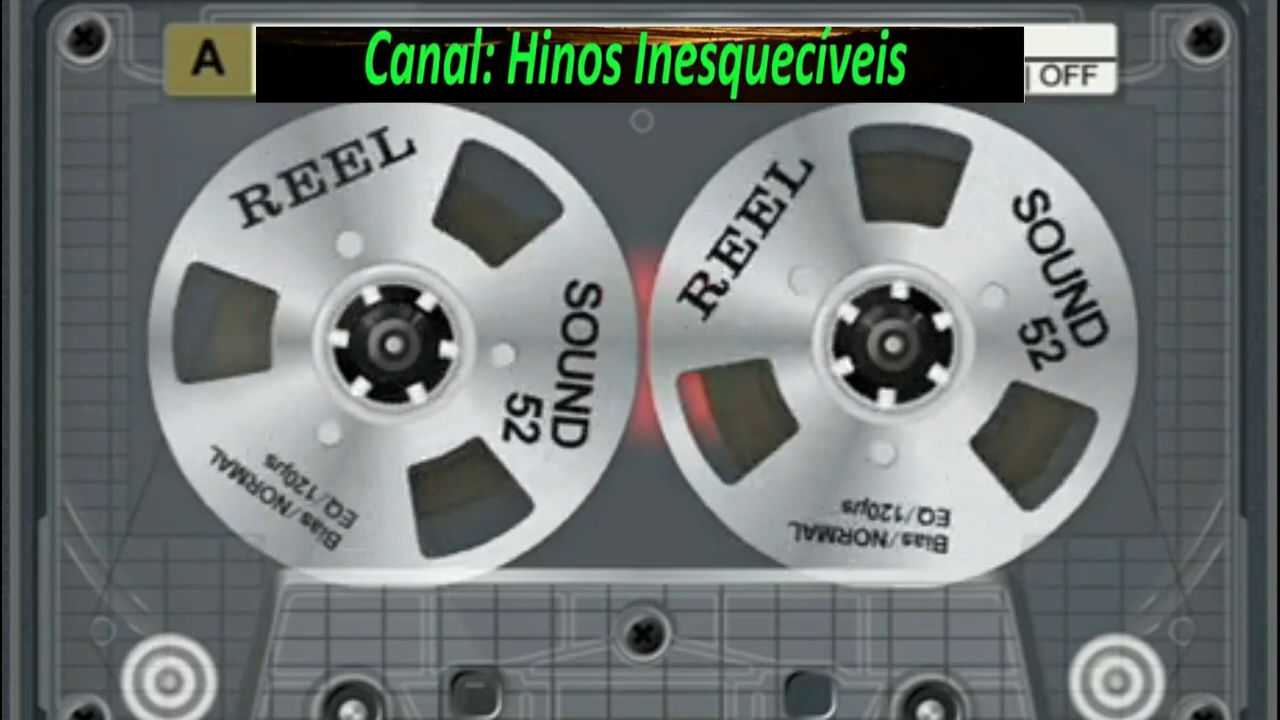 Canal: Hinos Inesquecíveis
A
OFF
REEL
SOUND
52
EQ/120µs
Bias/NORMAL
REEL
SOUND
52
EQ/120µs
Bias/NORMAL